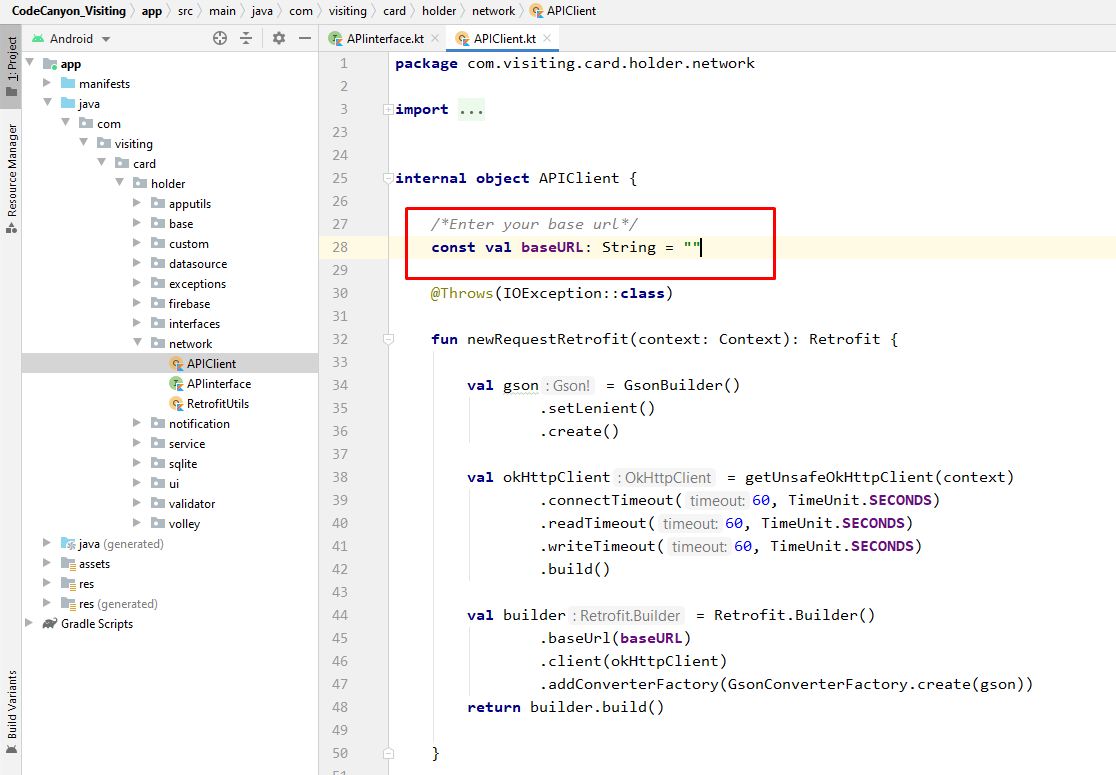 CodeCanyon_Visiting app src main java com visiting card holder network APIClient
Android
APIinterface.kt
APIClient.kt
1: Project
Resource Manager
Build Variants
app
manifests
java
com
visiting
card
holder
apputils
base
custom
datasource
exceptions
firebase
interfaces
network
APIClient
APIinterface
RetrofitUtils
notification
service
sqlite
ui
validator
volley
java (generated)
assets
res
res (generated)
Gradle Scripts
1 package com.visiting.card.holder.network
2
3 import ...
23
24
25 internal object APIClient {
26
27 /*Enter your base url*/
28 const val baseURL: String = ""
29
30 @Throws(IOException::class)
31
32 fun newRequestRetrofit(context: Context): Retrofit {
33
34 val gson : Gson! = GsonBuilder()
35 .setLenient()
36 .create()
37
38 val okHttpClient : OkHttpClient = getUnsafeOkHttpClient(context)
39 .connectTimeout( timeout: 60, TimeUnit.SECONDS)
40 .readTimeout( timeout: 60, TimeUnit.SECONDS)
41 .writeTimeout( timeout: 60, TimeUnit.SECONDS)
42 .build()
43
44 val builder : Retrofit.Builder = Retrofit.Builder()
45 .baseUrl(baseURL)
46 .client(okHttpClient)
47 .addConverterFactory(GsonConverterFactory.create(gson))
48 return builder.build()
49
50 }
51